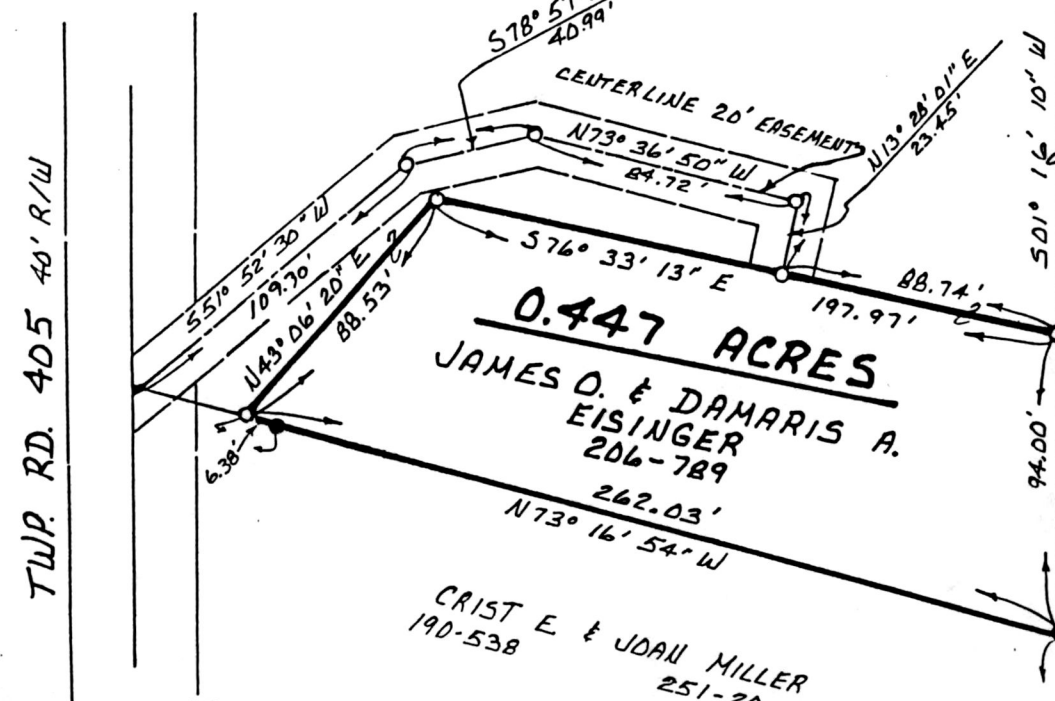 S78° 57'
40.99'
CENTERLINE 20' EASEMENT
N13° 28' 01" E
23.45'
N73° 36' 50" W
84.72'
S51° 52' 30" W
109.30'
N43° 06' 20" E
88.53'
S76° 33' 13" E
197.97'
88.74'
S01° 16' 10" W
94.00'
TWP. RD. 405 40' R/W
0.447 ACRES
JAMES O. & DAMARIS A.
EISINGER
206-789
6.38'
262.03'
N73° 16' 54" W
CRIST E. & JOAN MILLER
190-538